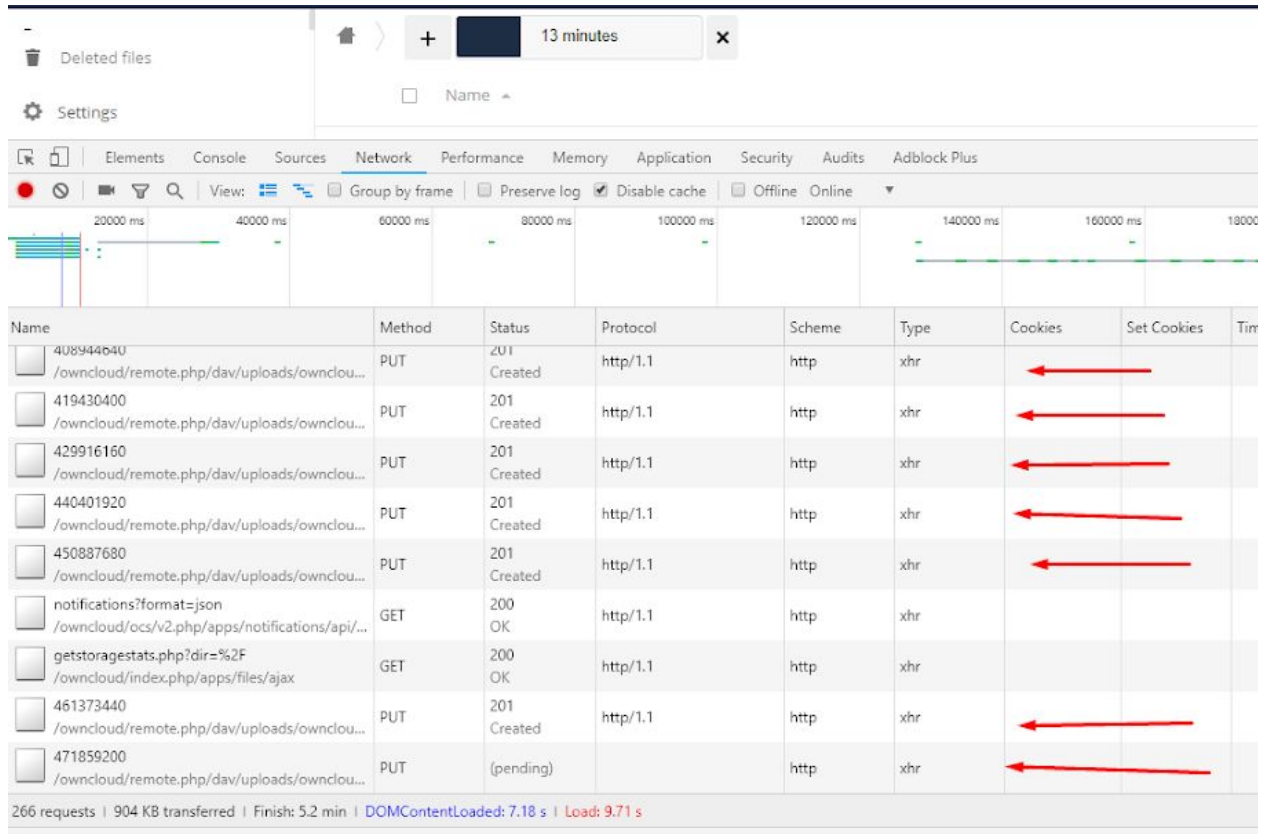 13 minutes
Deleted files
Name
Settings
Elements Console Sources Network Performance Memory Application Security Audits Adblock Plus
View: Group by frame Preserve log Disable cache Offline Online
20000 ms 40000 ms 60000 ms 80000 ms 100000 ms 120000 ms 140000 ms 160000 ms 18000
Name Method Status Protocol Scheme Type Cookies Set Cookies Tim
408944640 201
/owncloud/remote.php/dav/uploads/ownclou... PUT Created http/1.1 http xhr
419430400 201
/owncloud/remote.php/dav/uploads/ownclou... PUT Created http/1.1 http xhr
429916160 201
/owncloud/remote.php/dav/uploads/ownclou... PUT Created http/1.1 http xhr
440401920 201
/owncloud/remote.php/dav/uploads/ownclou... PUT Created http/1.1 http xhr
450887680 201
/owncloud/remote.php/dav/uploads/ownclou... PUT Created http/1.1 http xhr
notifications?format=json 200
/owncloud/ocs/v2.php/apps/notifications/api/... GET OK http/1.1 http xhr
getstoragestats.php?dir=%2F 200
/owncloud/index.php/apps/files/ajax GET OK http/1.1 http xhr
461373440 201
/owncloud/remote.php/dav/uploads/ownclou... PUT Created http/1.1 http xhr
471859200
/owncloud/remote.php/dav/uploads/ownclou... PUT (pending) http xhr
266 requests | 904 KB transferred | Finish: 5.2 min | DOMContentLoaded: 7.18 s | Load: 9.71 s